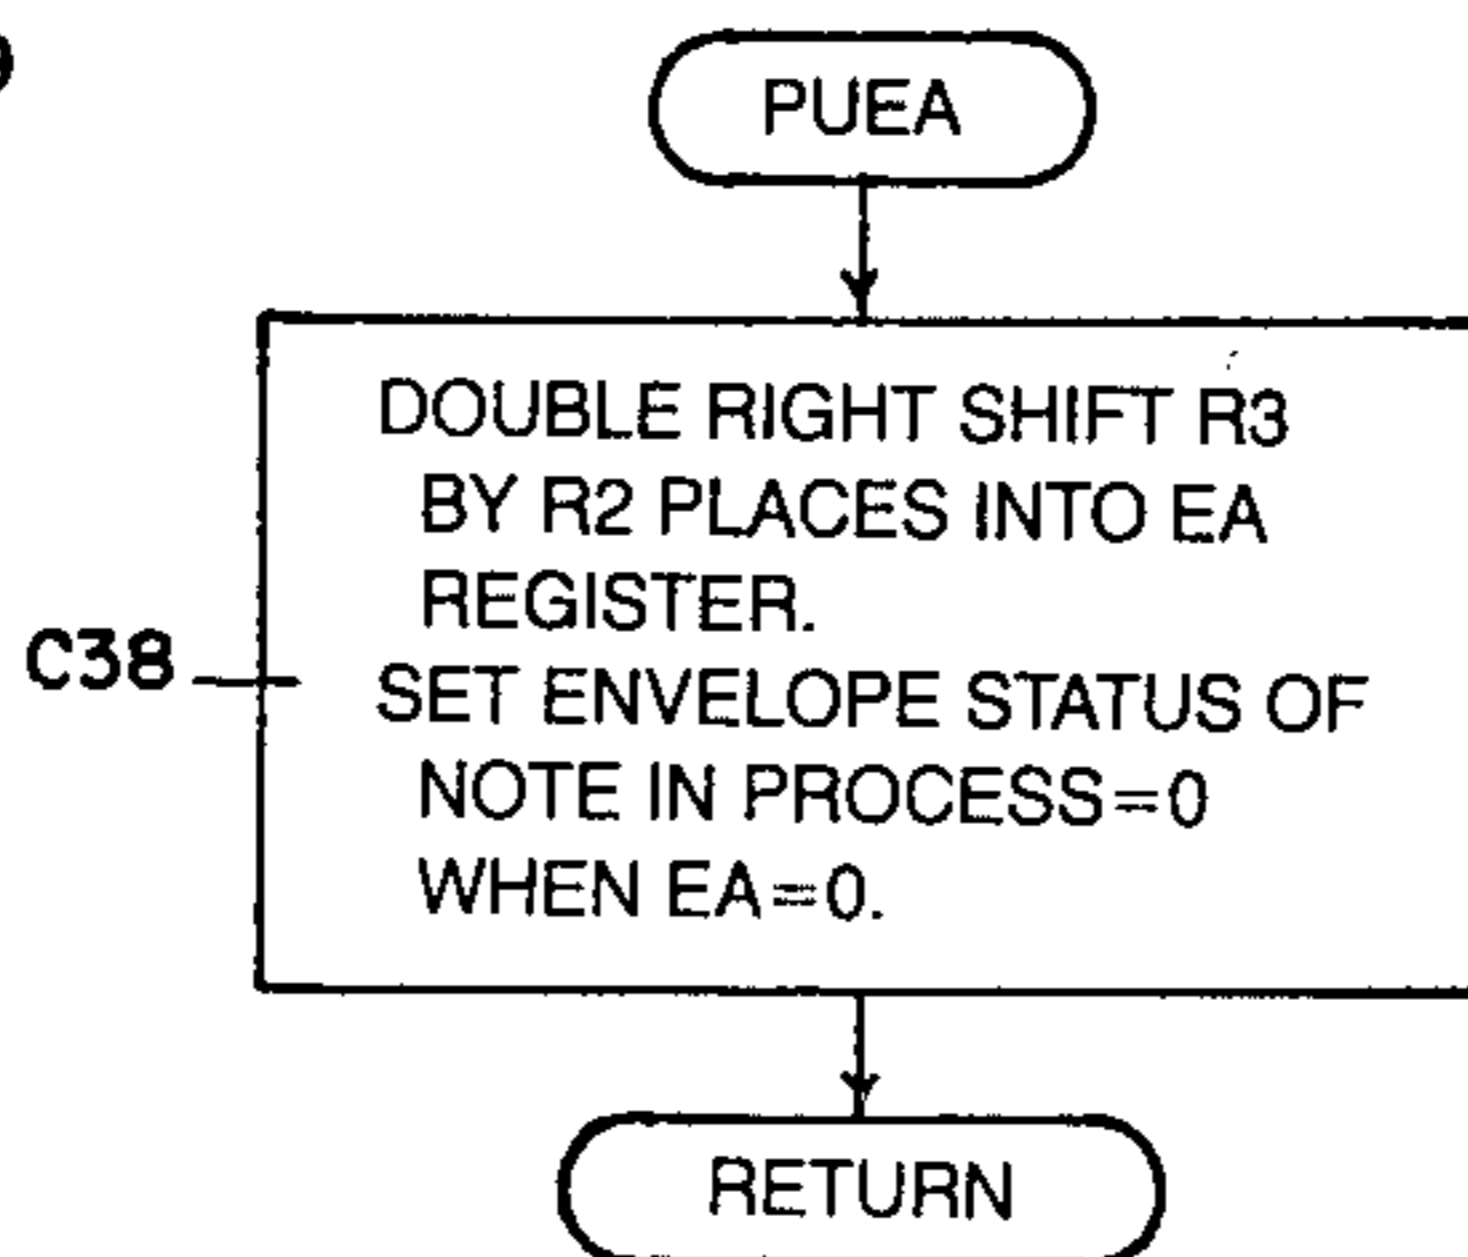 PUEA
DOUBLE RIGHT SHIFT R3
BY R2 PLACES INTO EA
REGISTER.
C38
SET ENVELOPE STATUS OF
NOTE IN PROCESS=0
WHEN EA=0.
RETURN